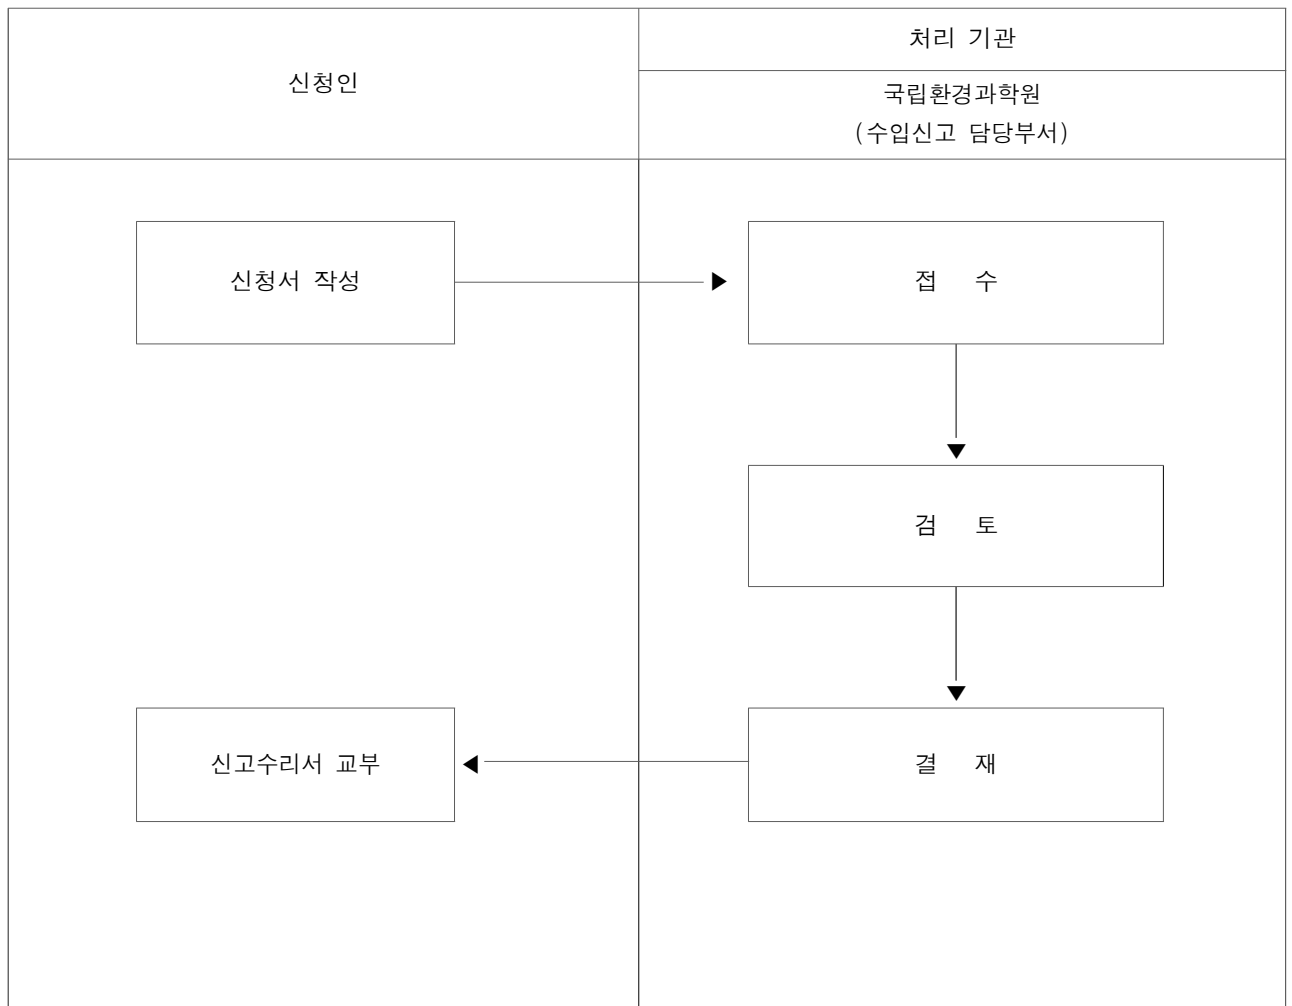 신청인
처리 기관
국립환경과학원
(수입신고 담당부서)
신청서 작성
접 수
검 토
신고수리서 교부
결 재